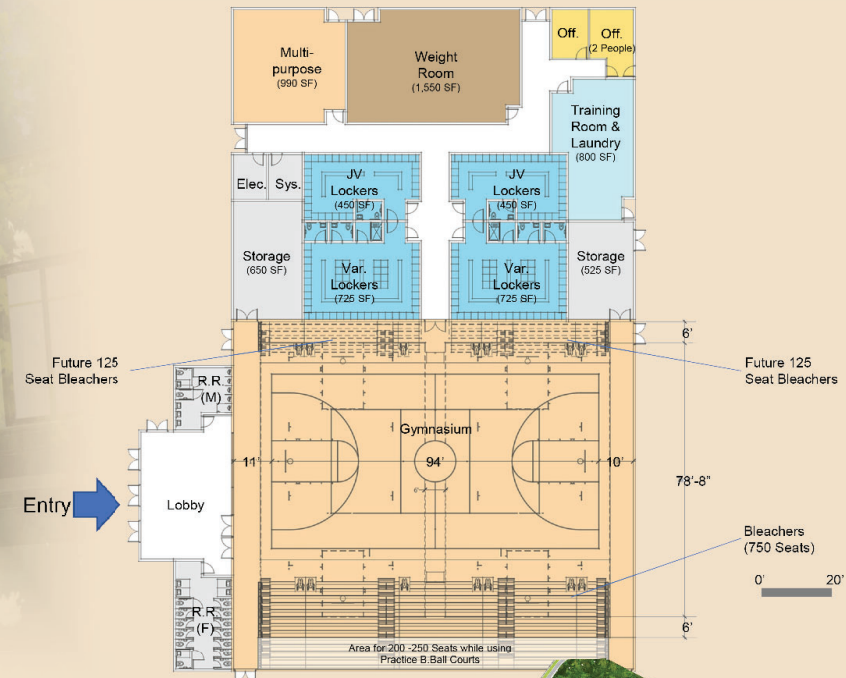 Off.
Off.
(2 People)
Multi-
purpose
(990 SF)
Weight
Room
(1,550 SF)
Training
Room &
Laundry
(800 SF)
Elec.
Sys.
JV
Lockers
(450 SF)
JV
Lockers
(450 SF)
Storage
(650 SF)
Var.
Lockers
(725 SF)
Var.
Lockers
(725 SF)
Storage
(525 SF)
6'
Future 125
Seat Bleachers
Future 125
Seat Bleachers
R.R.
(M)
Gymnasium
11'
94'
10'
78'-8"
Entry
Lobby
Bleachers
(750 Seats)
0'
20'
R.R.
(F)
6'
Area for 200 -250 Seats while using
Practice B.Ball Courts